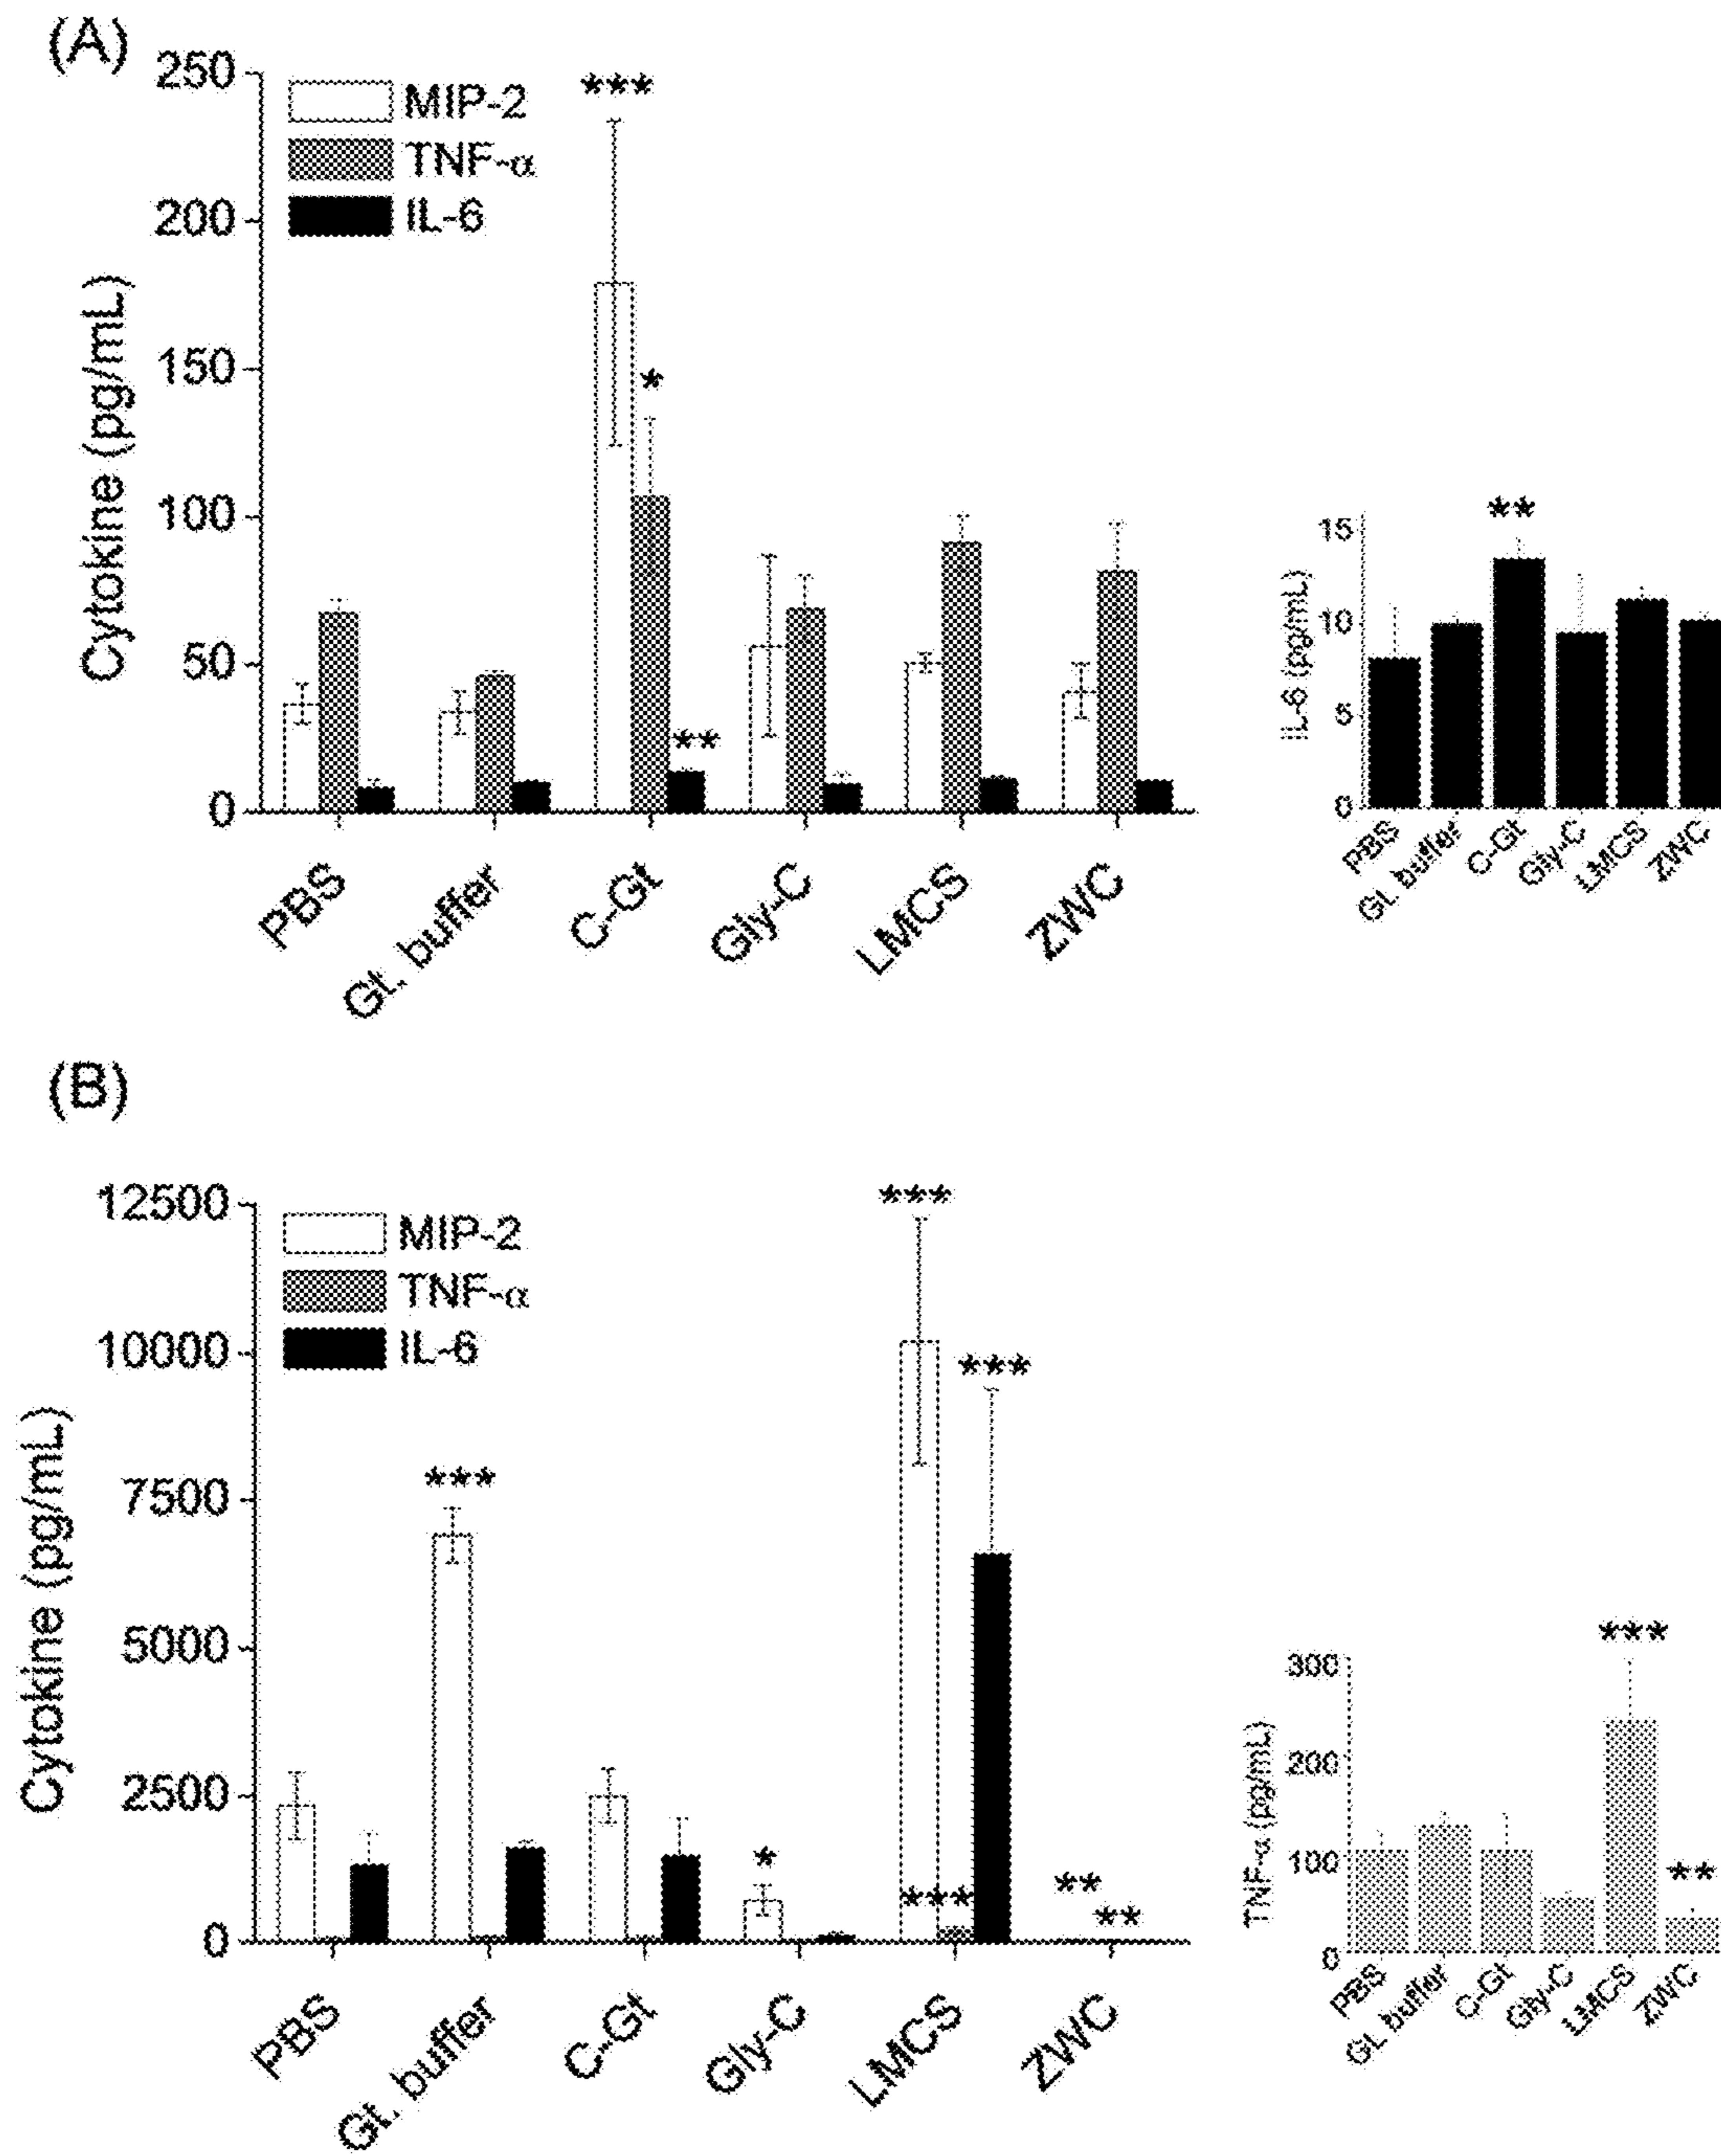 (A)
250
200
150
100
50
0
Cytokine (pg/mL)
MIP-2
TNF-α
IL-6
***
*
**
PBS
Gt. buffer
C-Gt
Gly-C
LMCS
ZWC
15
10
5
0
IL-6 (pg/mL)
**
PBS
Gt. buffer
C-Gt
Gly-C
LMCS
ZWC
(B)
12500
10000
7500
5000
2500
0
Cytokine (pg/mL)
MIP-2
TNF-α
IL-6
***
*
***
***
***
**
**
PBS
Gt. buffer
C-Gt
Gly-C
LMCS
ZWC
300
200
100
0
TNF-α (pg/mL)
***
**
PBS
Gt. buffer
C-Gt
Gly-C
LMCS
ZWC